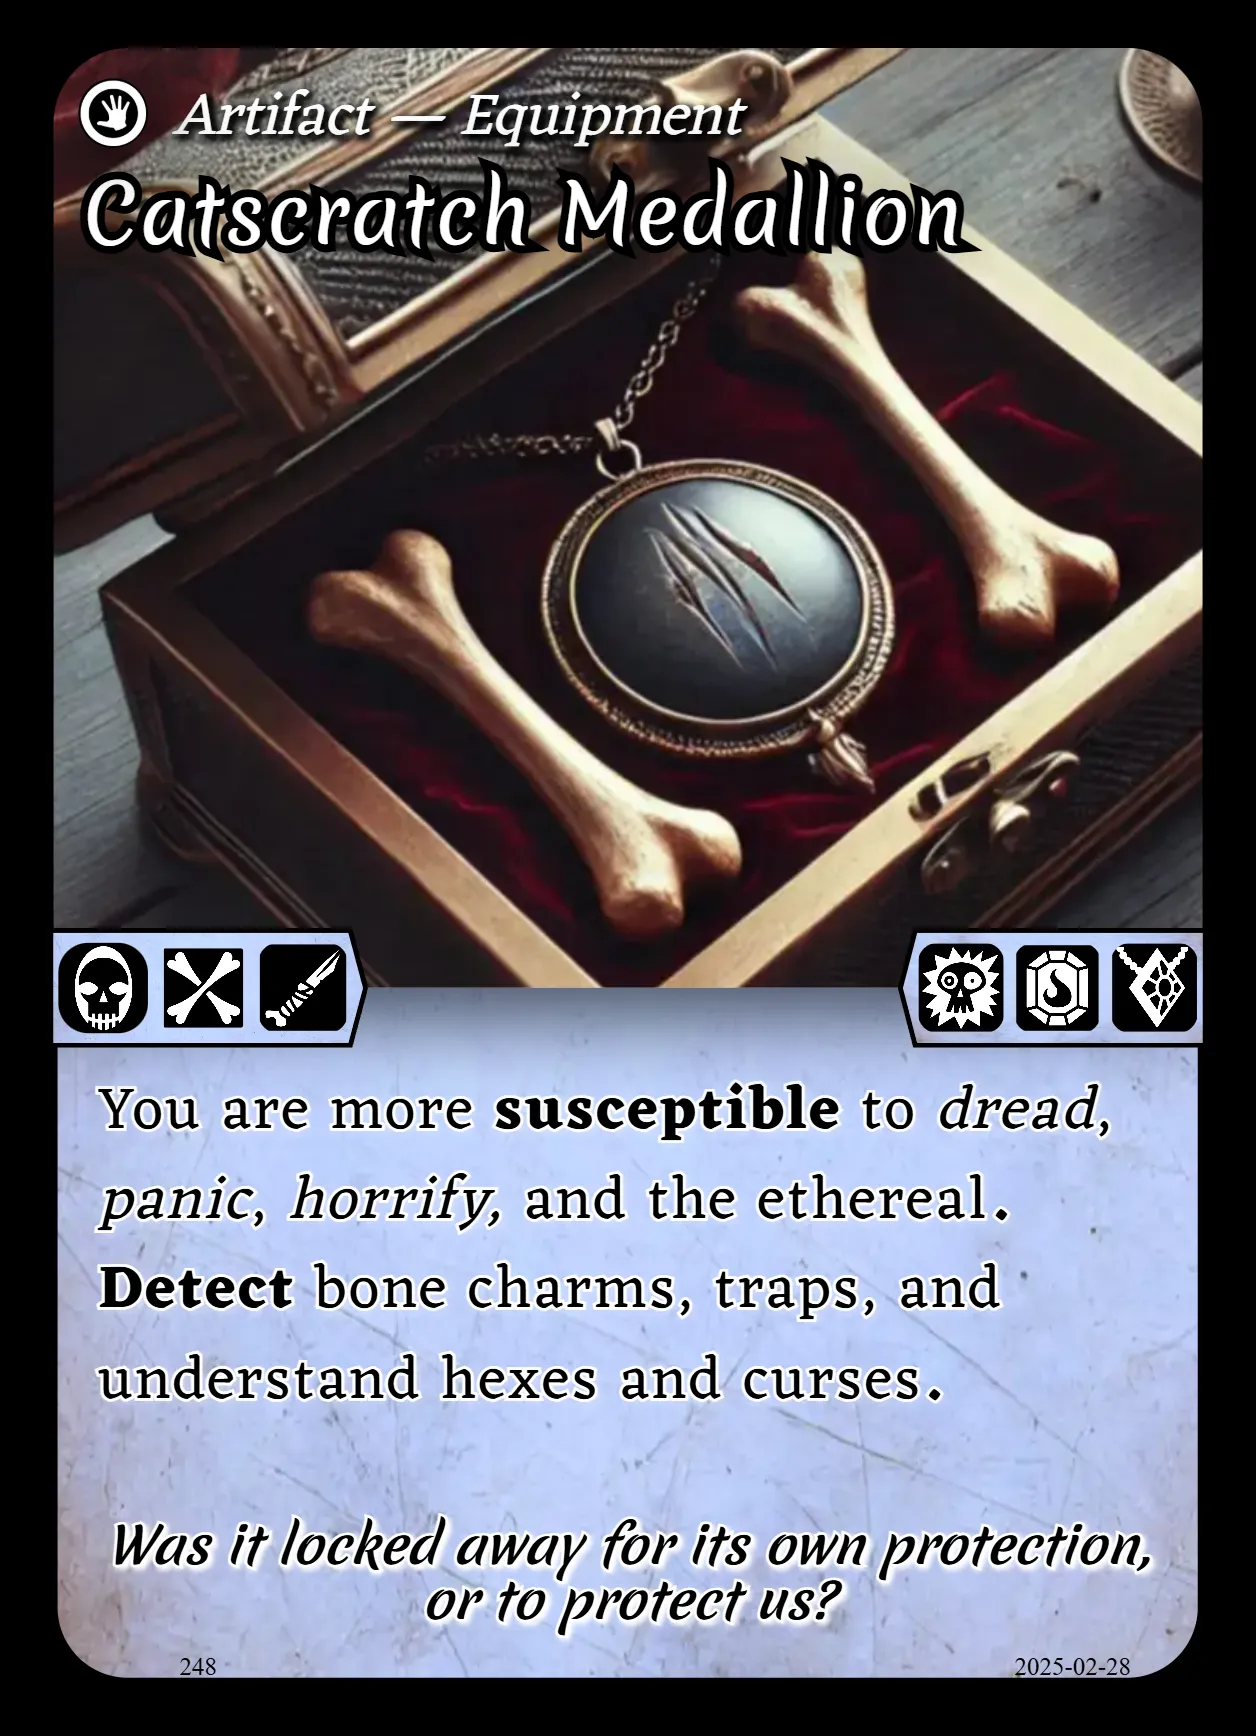 Artifact — Equipment
Catscratch Medallion
You are more susceptible to dread,
panic, horrify, and the ethereal.
Detect bone charms, traps, and
understand hexes and curses.
Was it locked away for its own protection,
or to protect us?
248
2025-02-28